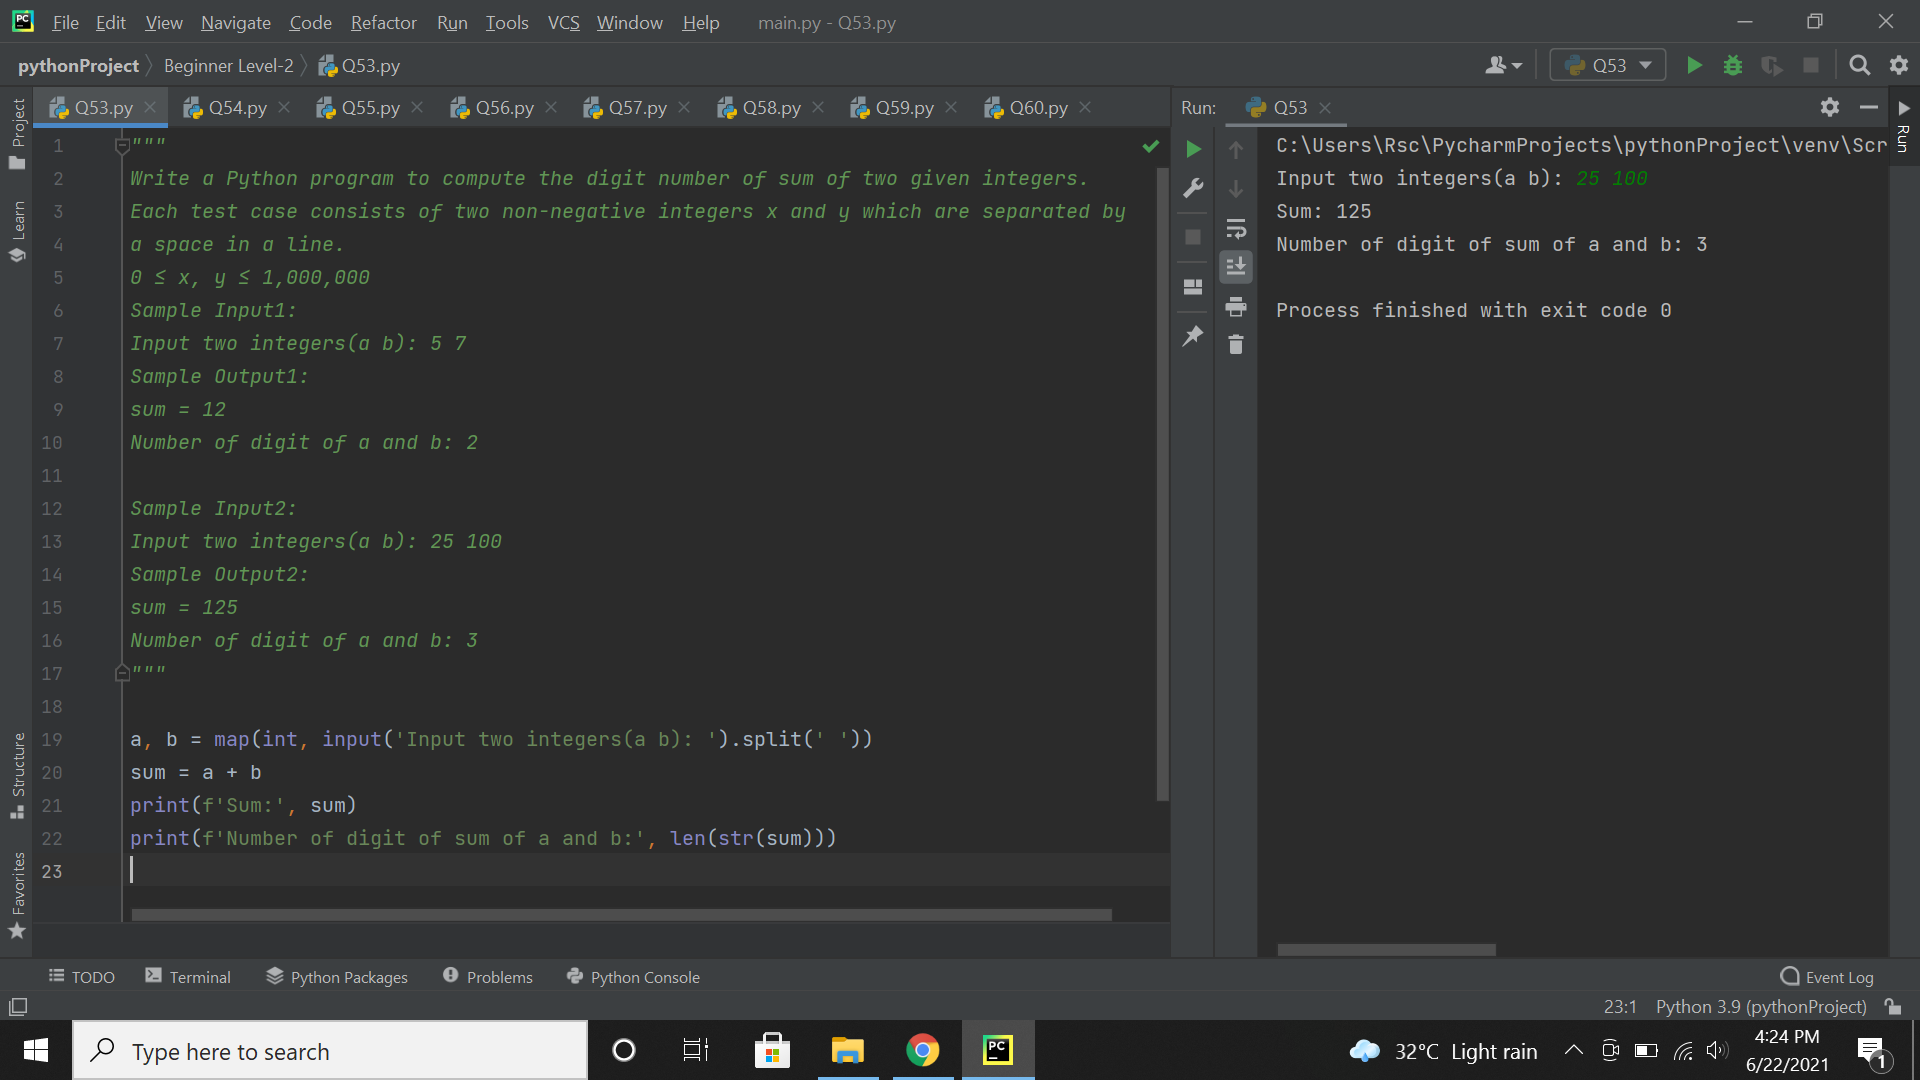 File Edit View Navigate Code Refactor Run Tools VCS Window Help main.py - Q53.py
pythonProject Beginner Level-2 Q53.py Q53
Q53.py Q54.py Q55.py Q56.py Q57.py Q58.py Q59.py Q60.py
Project
Learn
Structure
Favorites
1 """
2 Write a Python program to compute the digit number of sum of two given integers.
3 Each test case consists of two non-negative integers x and y which are separated by
4 a space in a line.
5 0 ≤ x, y ≤ 1,000,000
6 Sample Input1:
7 Input two integers(a b): 5 7
8 Sample Output1:
9 sum = 12
10 Number of digit of a and b: 2
11
12 Sample Input2:
13 Input two integers(a b): 25 100
14 Sample Output2:
15 sum = 125
16 Number of digit of a and b: 3
17 """
18
19 a, b = map(int, input('Input two integers(a b): ').split(' '))
20 sum = a + b
21 print(f'Sum:', sum)
22 print(f'Number of digit of sum of a and b:', len(str(sum)))
23
Run: Q53
C:\Users\Rsc\PycharmProjects\pythonProject\venv\Scr
Input two integers(a b): 25 100
Sum: 125
Number of digit of sum of a and b: 3
Process finished with exit code 0
Run
TODO Terminal Python Packages Problems Python Console Event Log
23:1 Python 3.9 (pythonProject)
Type here to search
PC
32°C Light rain
4:24 PM
6/22/2021
1